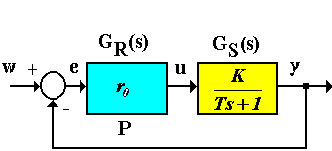 G_R(s) G_S(s)
w + e r_0 u K y
Ts+1
-
P